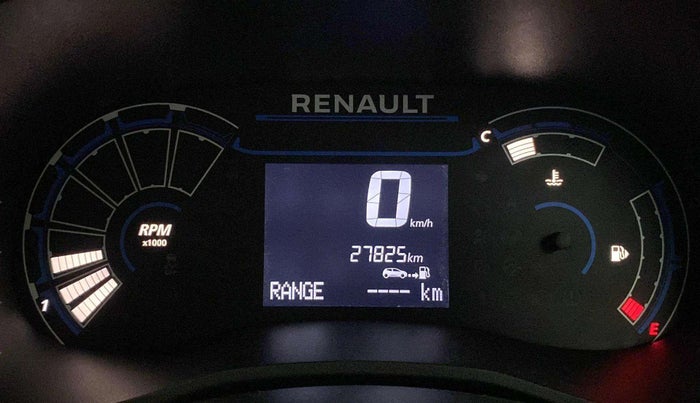 RENAULT
C
RPM
x1000
0 km/h
27825km
RANGE ---- km
1
E